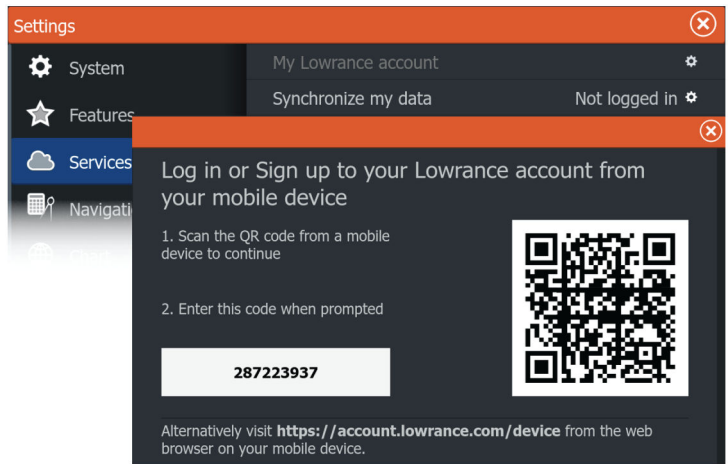 Settings
System
My Lowrance account
Synchronize my data Not logged in
Features
Services
Log in or Sign up to your Lowrance account from
your mobile device
1. Scan the QR code from a mobile
device to continue
2. Enter this code when prompted
287223937
Alternatively visit https://account.lowrance.com/device from the web
browser on your mobile device.